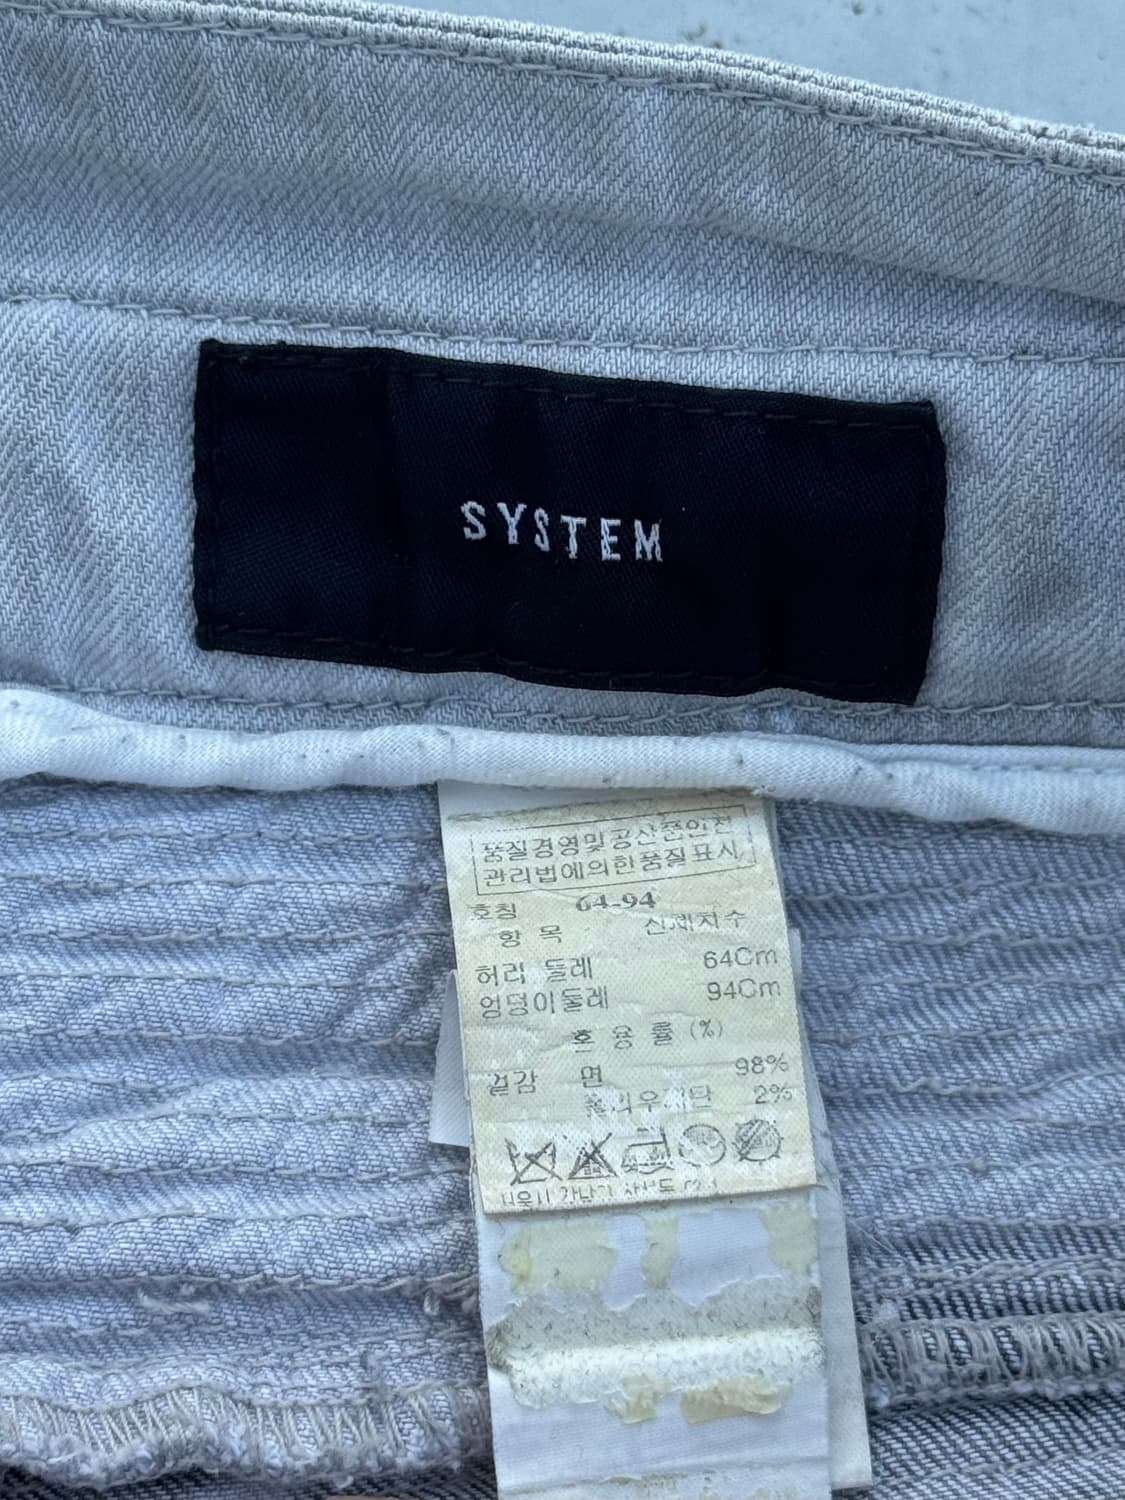 SYSTEM
품질경영및공산품안전
관리법에의한품질표시
호칭 64-94
항 목 신체치수
허리 둘레 64Cm
엉덩이둘레 94Cm
혼 용 률 (%)
겉감 면 98%
폴리우레탄 2%